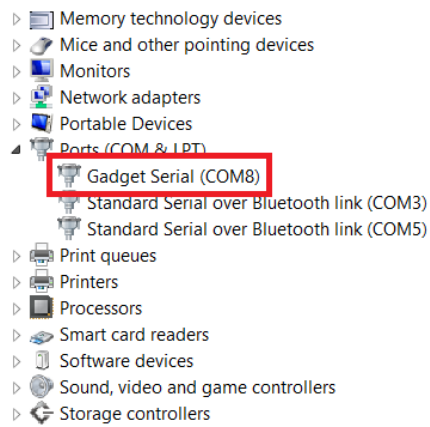 Memory technology devices
Mice and other pointing devices
Monitors
Network adapters
Portable Devices
Ports (COM & LPT)
Gadget Serial (COM8)
Standard Serial over Bluetooth link (COM3)
Standard Serial over Bluetooth link (COM5)
Print queues
Printers
Processors
Smart card readers
Software devices
Sound, video and game controllers
Storage controllers